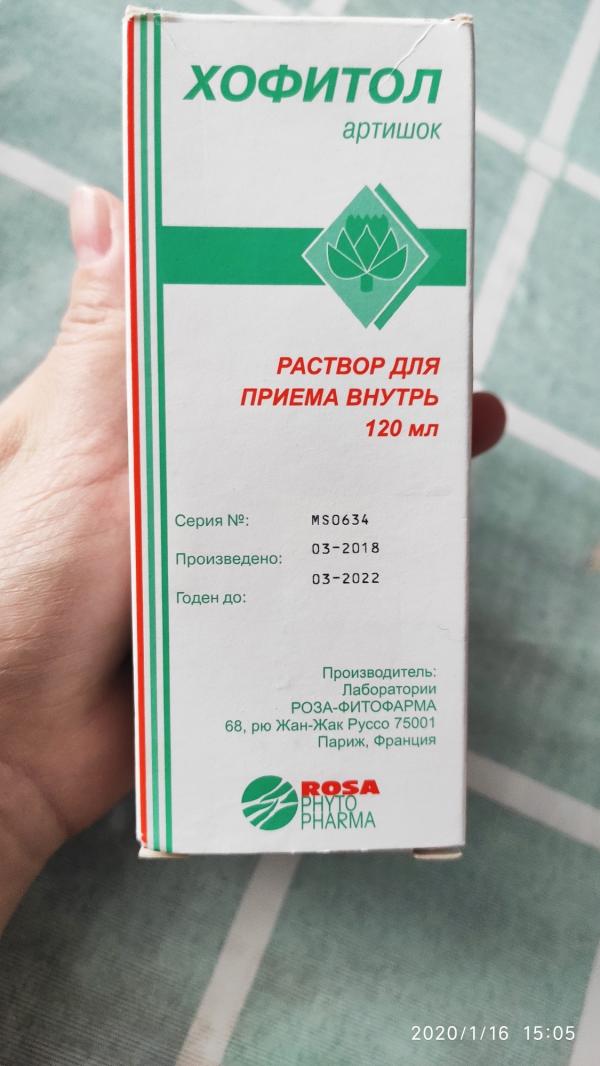 ХОФИТОЛ
артишок
РАСТВОР ДЛЯ
ПРИЕМА ВНУТРЬ
120 мл
Серия №: MS0634
Произведено: 03-2018
Годен до: 03-2022
Производитель:
Лаборатории
РОЗА-ФИТОФАРМА
68, рю Жан-Жак Руссо 75001
Париж, Франция
ROSA
PHYTO
PHARMA
2020/1/16 15:05